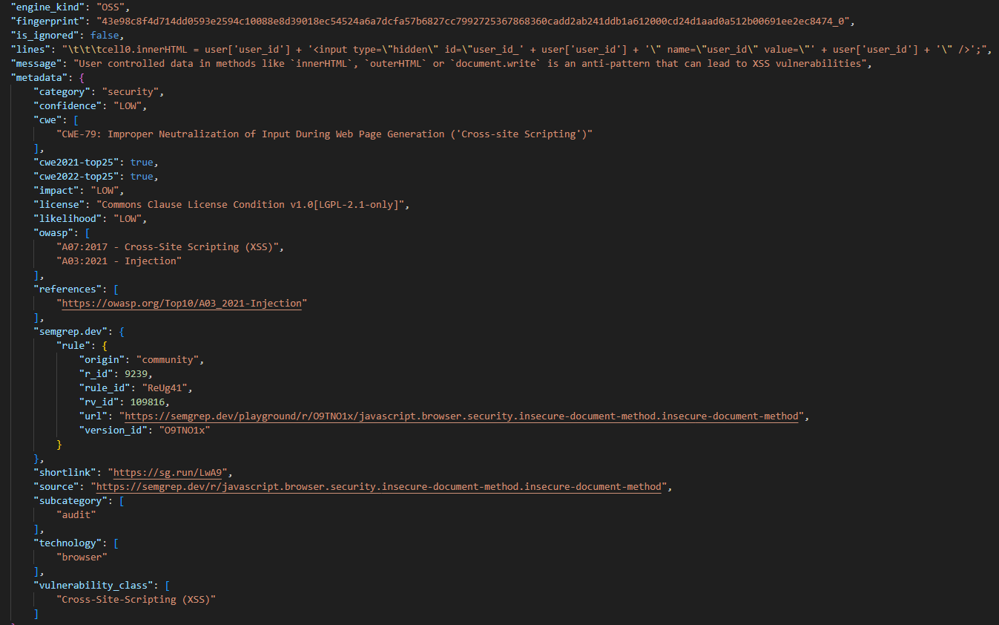 "engine_kind": "OSS",
"fingerprint": "43e98c8f4d714dd0593e2594c10088e8d39018ec54524a6a7dcfa57b6827cc7992725367868360cadd2ab241ddb1a612000cd24d1aad0a512b00691ee2ec8474_0",
"is_ignored": false,
"lines": "\t\t\tcell0.innerHTML = user['user_id'] + '<input type=\"hidden\" id=\"user_id_' + user['user_id'] + '\" name=\"user_id\" value=\"' + user['user_id'] + '\" />';",
"message": "User controlled data in methods like `innerHTML`, `outerHTML` or `document.write` is an anti-pattern that can lead to XSS vulnerabilities",
"metadata": {
"category": "security",
"confidence": "LOW",
"cwe": [
"CWE-79: Improper Neutralization of Input During Web Page Generation ('Cross-site Scripting')"
],
"cwe2021-top25": true,
"cwe2022-top25": true,
"impact": "LOW",
"license": "Commons Clause License Condition v1.0[LGPL-2.1-only]",
"likelihood": "LOW",
"owasp": [
"A07:2017 - Cross-Site Scripting (XSS)",
"A03:2021 - Injection"
],
"references": [
"https://owasp.org/Top10/A03_2021-Injection"
],
"semgrep.dev": {
"rule": {
"origin": "community",
"r_id": 9239,
"rule_id": "ReUg41",
"rv_id": 109816,
"url": "https://semgrep.dev/playground/r/O9TNO1x/javascript.browser.security.insecure-document-method.insecure-document-method",
"version_id": "O9TNO1x"
}
},
"shortlink": "https://sg.run/LwA9",
"source": "https://semgrep.dev/r/javascript.browser.security.insecure-document-method.insecure-document-method",
"subcategory": [
"audit"
],
"technology": [
"browser"
],
"vulnerability_class": [
"Cross-Site-Scripting (XSS)"
]